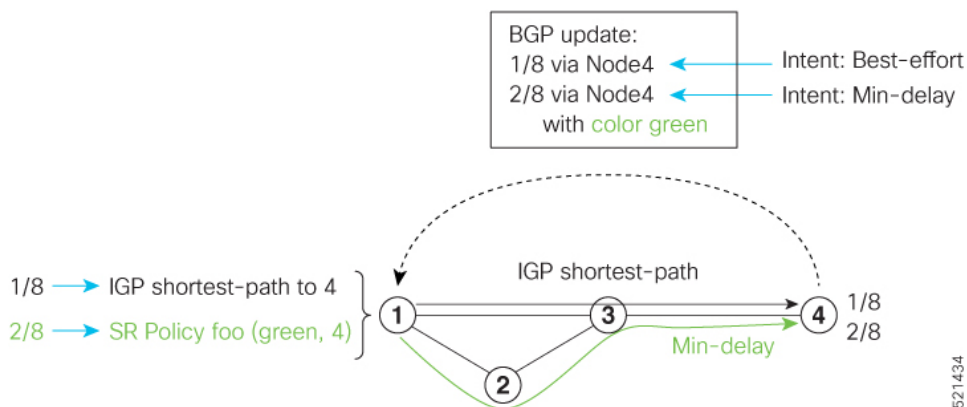 BGP update:
1/8 via Node4
Intent: Best-effort
2/8 via Node4
Intent: Min-delay
with color green
IGP shortest-path
1/8
IGP shortest-path to 4
2/8
SR Policy foo (green, 4)
1
3
4
1/8
2/8
Min-delay
2
521434